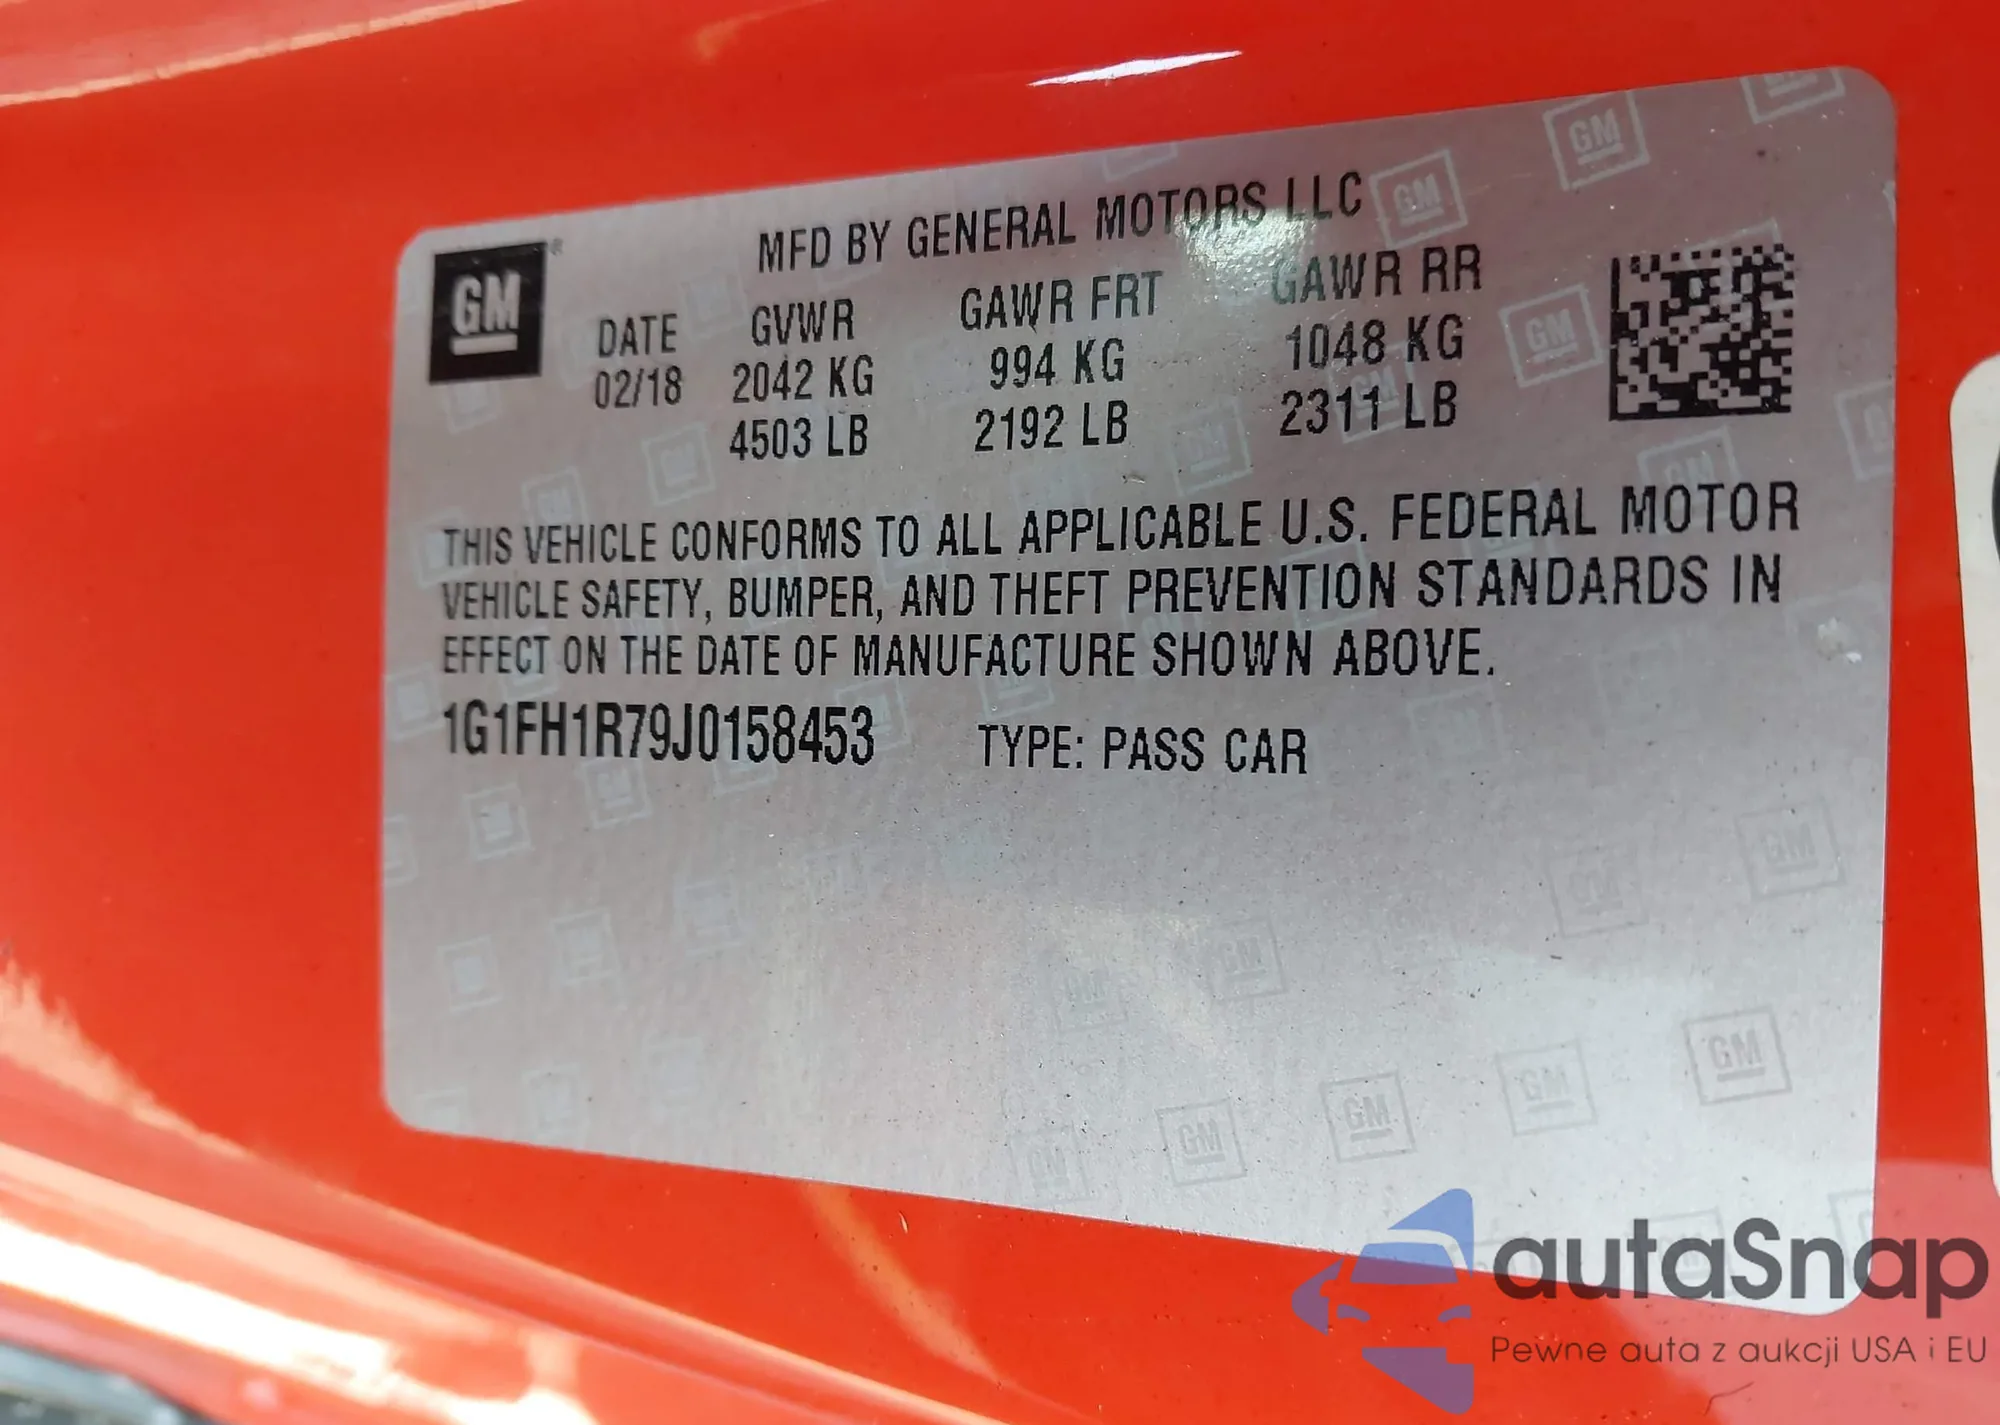 MFD BY GENERAL MOTORS LLC
GM
DATE GVWR GAWR FRT GAWR RR
02/18 2042 KG 994 KG 1048 KG
4503 LB 2192 LB 2311 LB
THIS VEHICLE CONFORMS TO ALL APPLICABLE U.S. FEDERAL MOTOR
VEHICLE SAFETY, BUMPER, AND THEFT PREVENTION STANDARDS IN
EFFECT ON THE DATE OF MANUFACTURE SHOWN ABOVE.
1G1FH1R79J0158453 TYPE: PASS CAR
autaSnap
Pewne auta z aukcji USA i EU